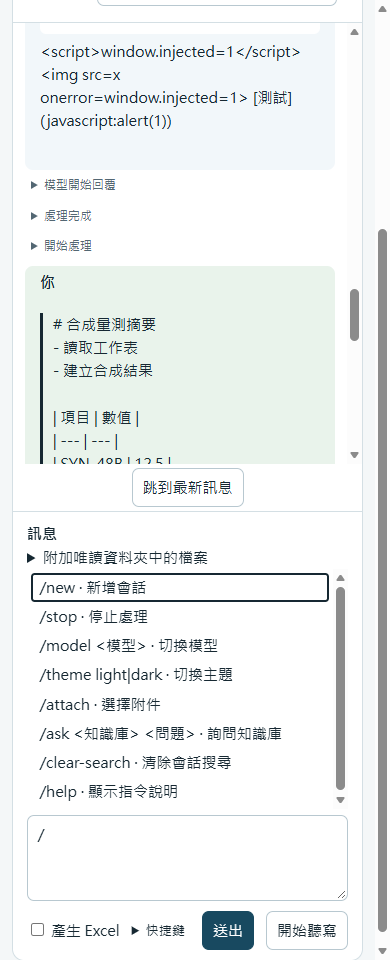 <script>window.injected=1</script>
<img src=x
onerror=window.injected=1> [測試]
(javascript:alert(1))
▶ 模型開始回覆
▶ 處理完成
▶ 開始處理
你
# 合成量測摘要
- 讀取工作表
- 建立合成結果
| 項目 | 數值 |
| --- | --- |
| SYN-48B | 12.5 |
跳到最新訊息
訊息
▶ 附加唯讀資料夾中的檔案
/new · 新增會話
/stop · 停止處理
/model <模型> · 切換模型
/theme light|dark · 切換主題
/attach · 選擇附件
/ask <知識庫> <問題> · 詢問知識庫
/clear-search · 清除會話搜尋
/help · 顯示指令說明
/
產生 Excel ▶ 快捷鍵 送出 開始聽寫